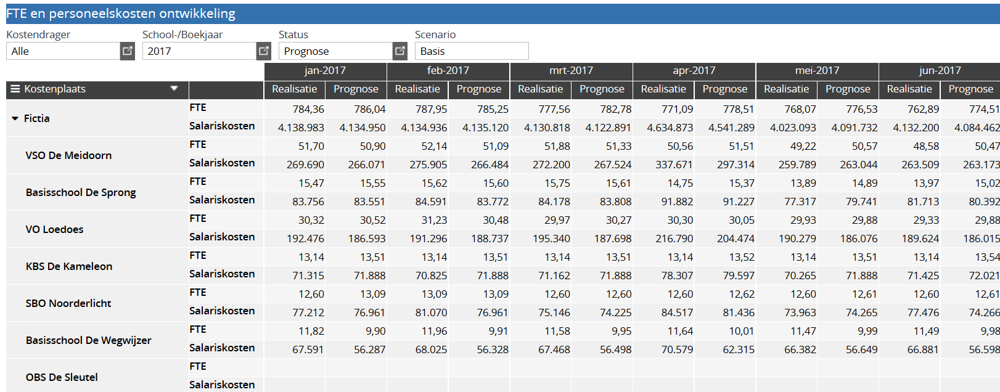 FTE en personeelskosten ontwikkeling
Kostendrager School-/Boekjaar Status Scenario
Alle 2017 Prognose Basis
jan-2017 feb-2017 mrt-2017 apr-2017 mei-2017 jun-2017
Kostenplaats Realisatie Prognose Realisatie Prognose Realisatie Prognose Realisatie Prognose Realisatie Prognose Realisatie Prognose
Fictia
FTE 784,36 786,04 787,95 785,25 777,56 782,78 771,09 778,51 768,07 776,53 762,89 774,51
Salariskosten 4.138.983 4.134.950 4.134.936 4.135.120 4.130.818 4.122.891 4.634.873 4.541.289 4.023.093 4.091.732 4.132.200 4.084.462
VSO De Meidoorn
FTE 51,70 50,90 52,14 51,09 51,88 51,33 50,56 51,51 49,22 50,57 48,58 50,47
Salariskosten 269.690 266.071 275.905 266.484 272.200 267.524 337.671 297.314 259.789 263.044 263.509 263.173
Basisschool De Sprong
FTE 15,47 15,55 15,62 15,60 15,75 15,61 14,75 15,37 13,89 14,89 13,97 15,02
Salariskosten 83.756 83.551 84.591 83.772 84.178 83.808 91.882 91.227 77.317 79.741 81.713 80.392
VO Loedoes
FTE 30,32 30,52 31,23 30,48 29,97 30,27 30,30 30,05 29,93 29,88 29,33 29,88
Salariskosten 192.476 186.593 191.296 188.737 195.340 187.698 216.790 204.474 190.279 186.076 189.624 186.015
KBS De Kameleon
FTE 13,14 13,51 13,14 13,51 13,14 13,51 13,14 13,52 13,14 13,51 13,14 13,54
Salariskosten 71.315 71.888 70.825 71.888 71.162 71.888 78.307 79.597 70.265 71.888 71.425 72.021
SBO Noorderlicht
FTE 12,60 13,09 13,09 13,09 12,60 12,60 12,60 12,62 12,60 12,61 12,60 12,61
Salariskosten 77.212 76.961 81.070 76.961 75.146 74.225 84.517 81.436 73.963 74.265 77.476 74.266
Basisschool De Wegwijzer
FTE 11,82 9,90 11,96 9,91 11,58 9,95 11,64 10,01 11,47 9,99 11,49 9,98
Salariskosten 67.591 56.287 68.025 56.328 67.468 56.498 70.579 62.315 66.382 56.649 66.881 56.598
OBS De Sleutel
FTE
Salariskosten